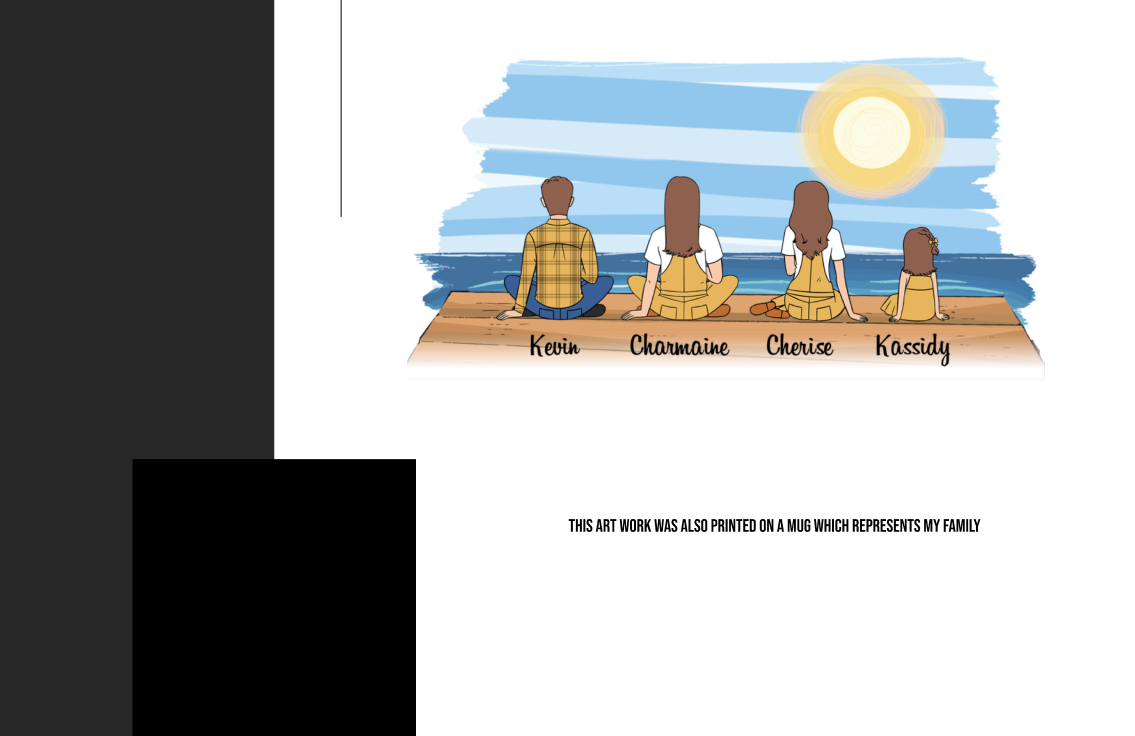 Kevin Charmaine Cherise Kassidy
THIS ART WORK WAS ALSO PRINTED ON A MUG WHICH REPRESENTS MY FAMILY